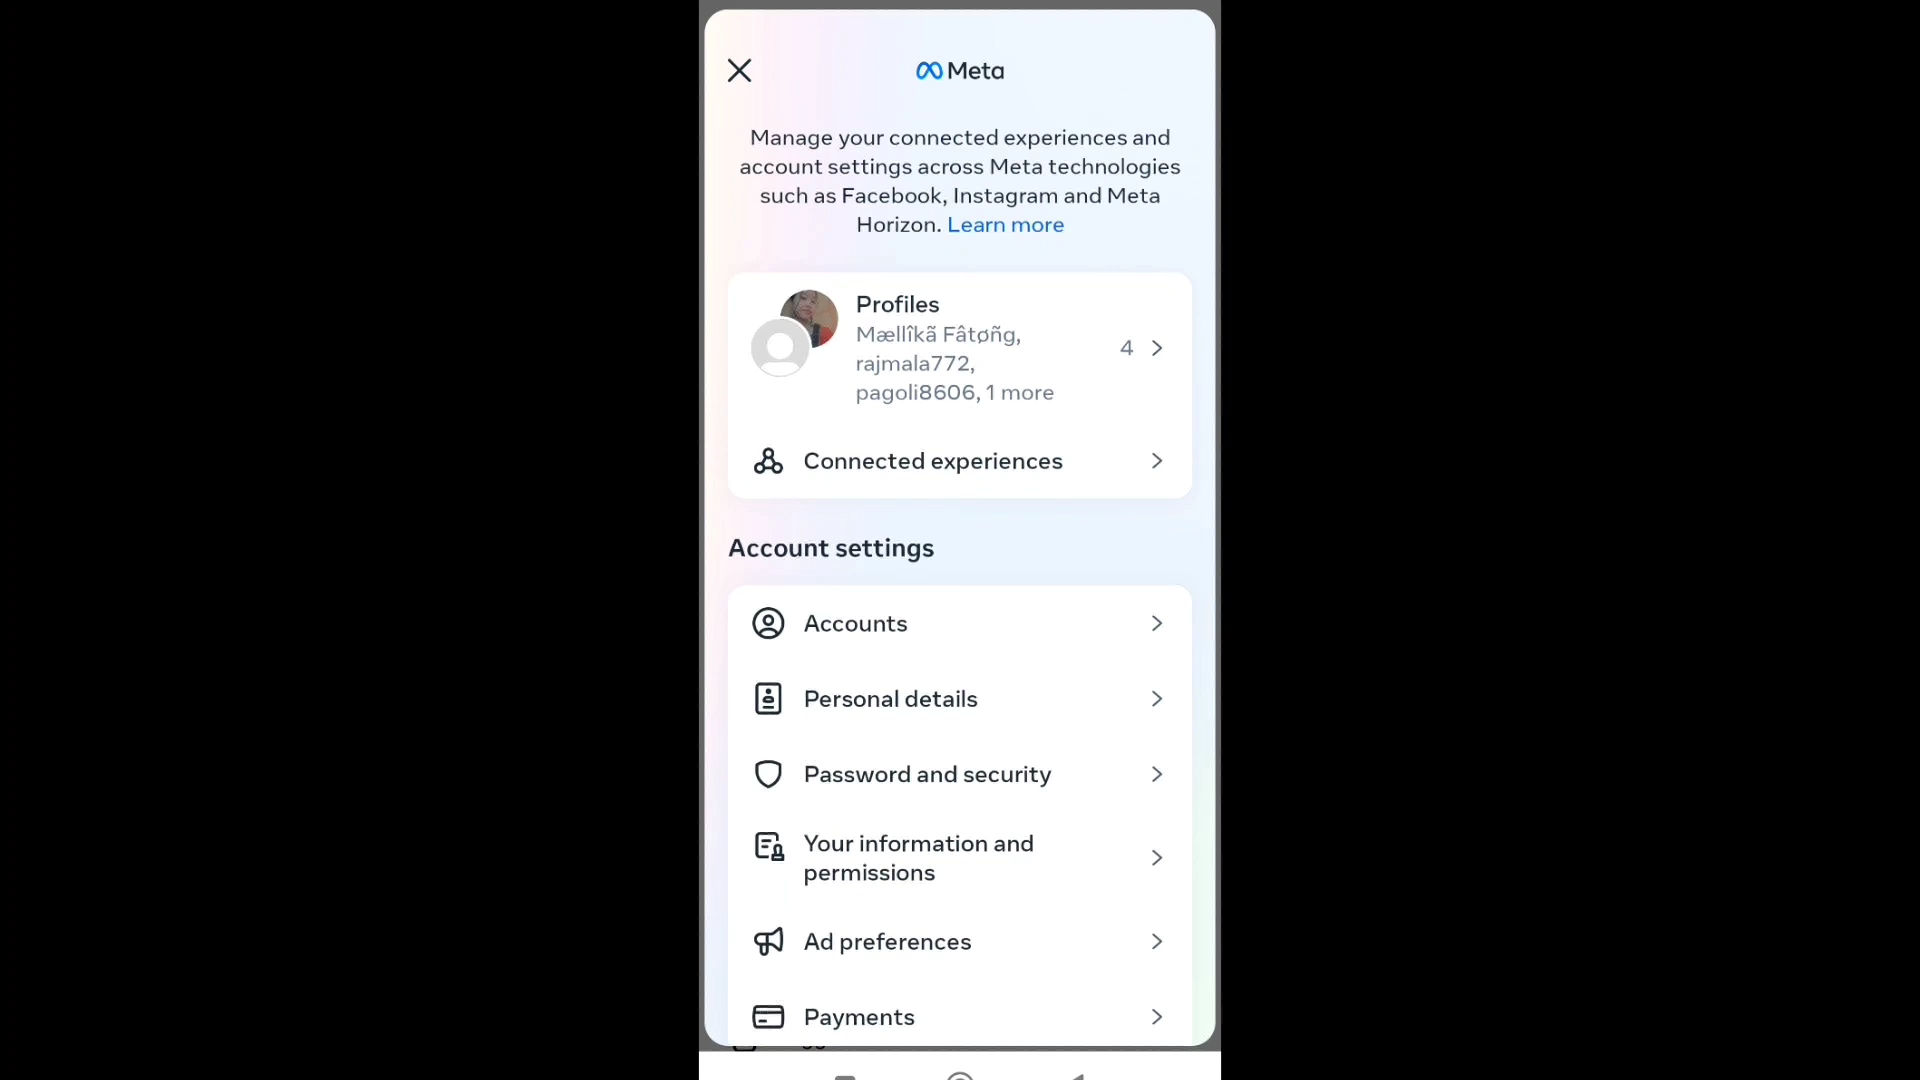 Meta
Manage your connected experiences and
account settings across Meta technologies
such as Facebook, Instagram and Meta
Horizon. Learn more
Profiles
Mællîkã Fâtøñg,
rajmala772,
pagoli8606, 1 more
4
Connected experiences
Account settings
Accounts
Personal details
Password and security
Your information and
permissions
Ad preferences
Payments